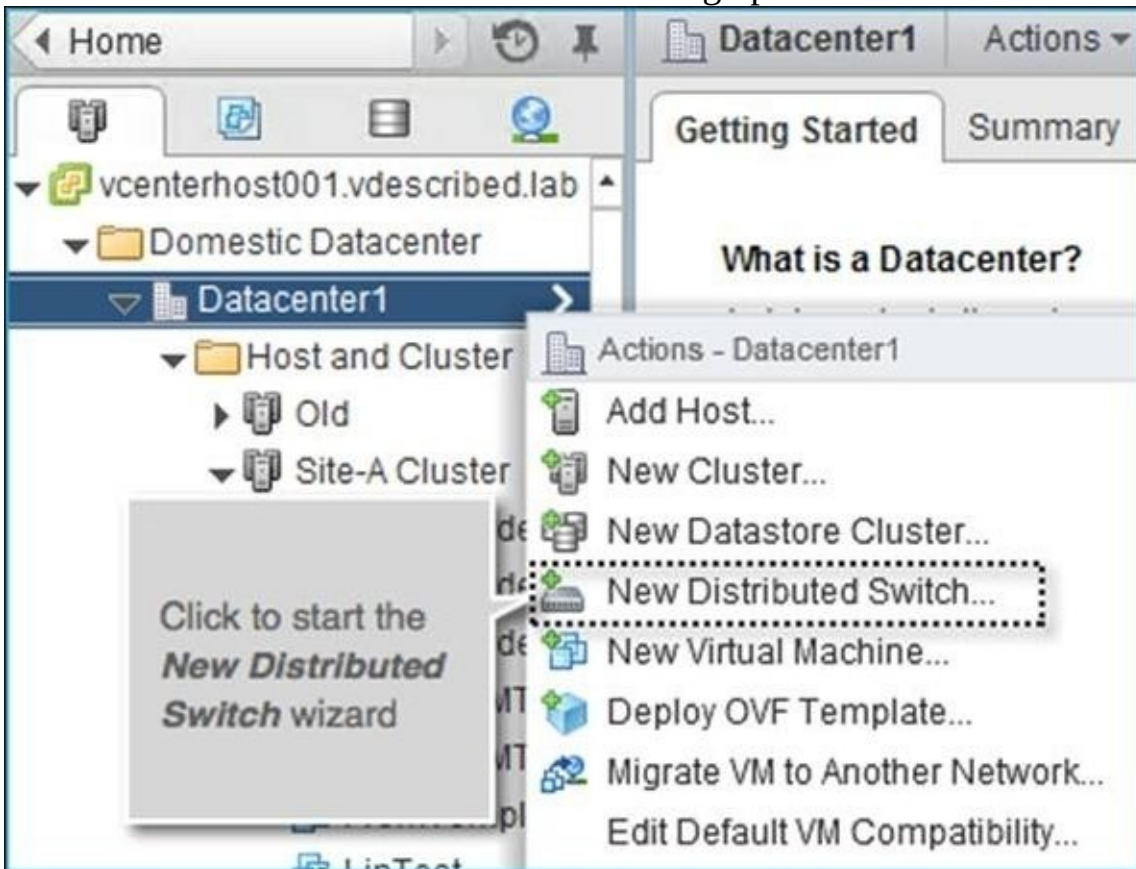 Home
Datacenter1
Actions
Getting Started
Summary
vcenterhost001.vdescribed.lab
Domestic Datacenter
What is a Datacenter?
Datacenter1
Host and Cluster
Old
Site-A Cluster
Actions - Datacenter1
Add Host...
New Cluster...
New Datastore Cluster...
New Distributed Switch...
New Virtual Machine...
Deploy OVF Template...
Migrate VM to Another Network...
Edit Default VM Compatibility...
Click to start the
New Distributed
Switch wizard